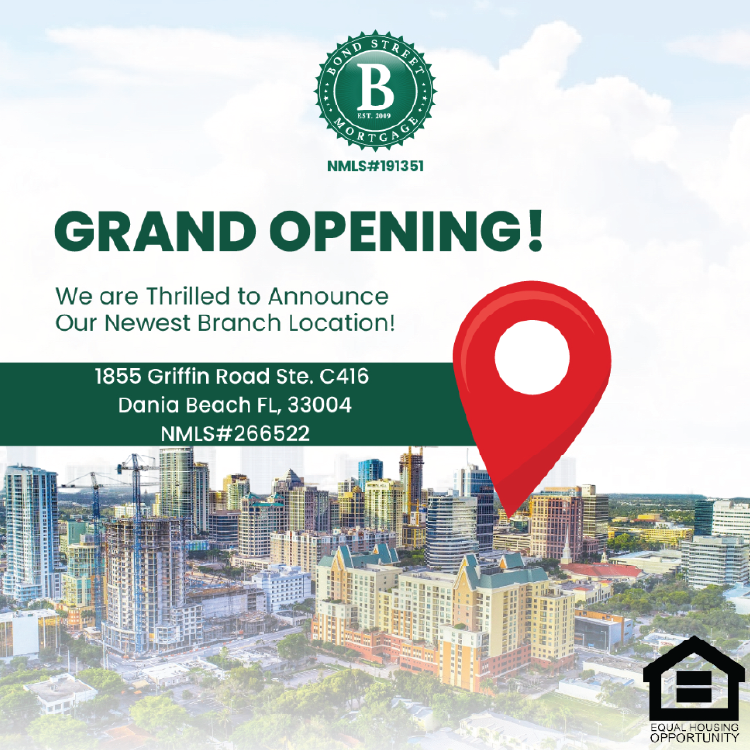 BOND STREET
B
EST. 2009
MORTGAGE
NMLS#191351
GRAND OPENING!
We are Thrilled to Announce
Our Newest Branch Location!
1855 Griffin Road Ste. C416
Dania Beach FL, 33004
NMLS#266522
EQUAL HOUSING
OPPORTUNITY